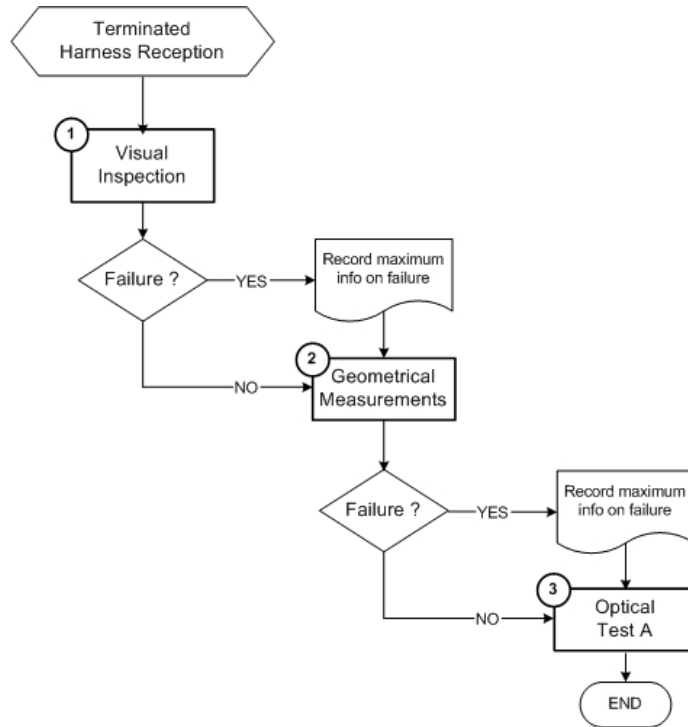 Terminated
Harness Reception
1
Visual
Inspection
Failure ?
YES
Record maximum
info on failure
2
Geometrical
Measurements
NO
Failure ?
YES
Record maximum
info on failure
3
Optical
Test A
NO
END